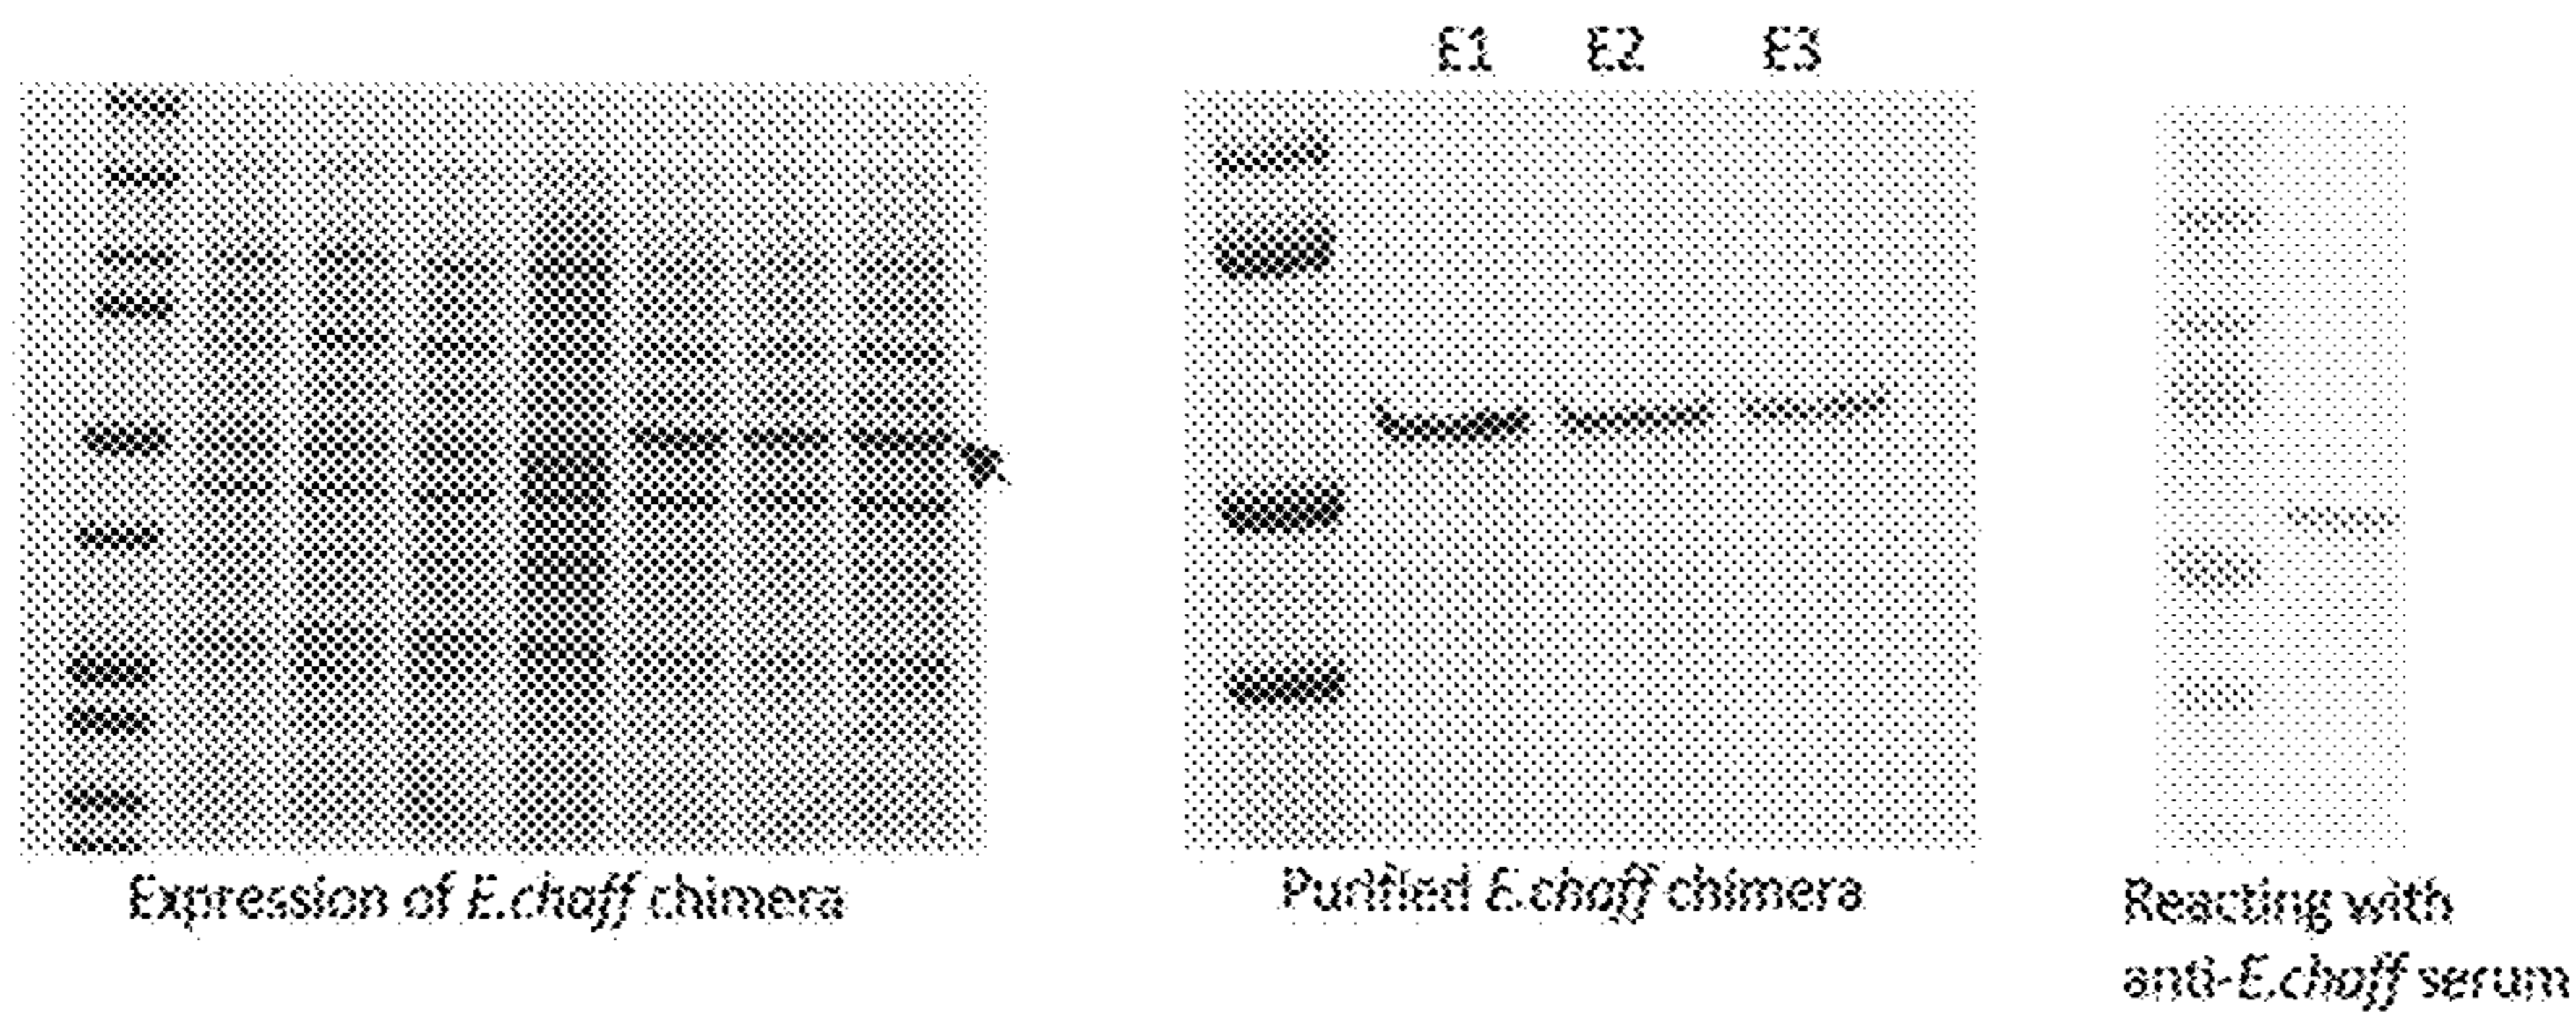 E1 E2 E3
Expression of E.chaff chimera
Purified E.chaff chimera
Reacting with
anti-E.chaff serum